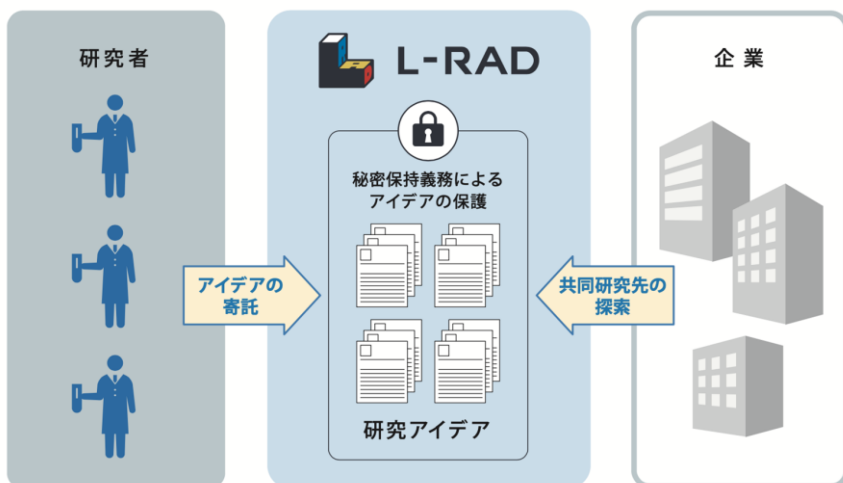 研究者
L-RAD
企業
秘密保持義務による
アイデアの保護
アイデアの
寄託
共同研究先の
探索
研究アイデア